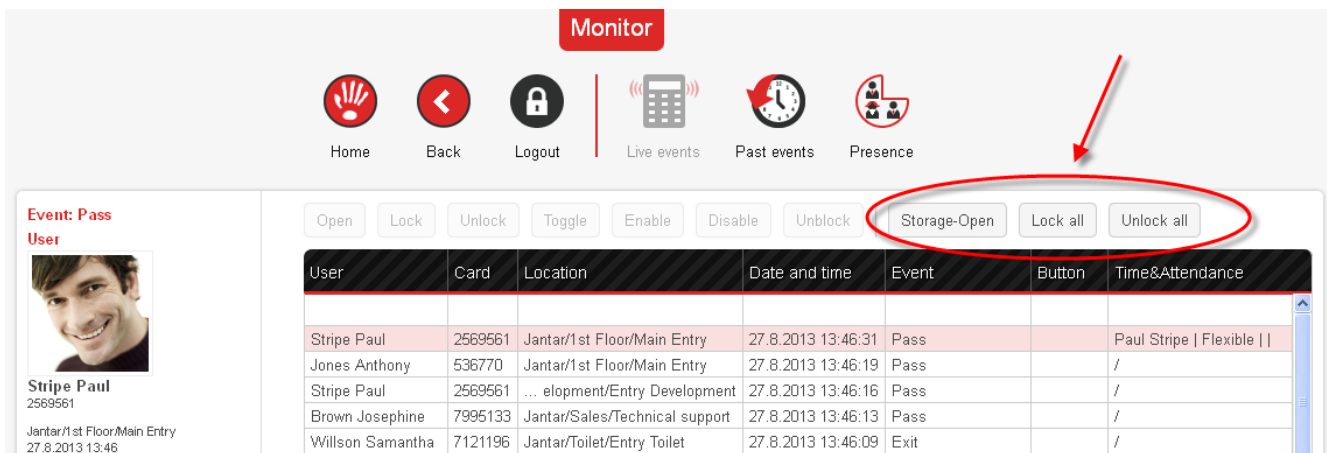 Monitor
Home Back Logout Live events Past events Presence
Event: Pass
User
Stripe Paul
2569561
Jantar/1st Floor/Main Entry
27.8.2013 13:46
Open Lock Unlock Toggle Enable Disable Unblock Storage-Open Lock all Unlock all
User Card Location Date and time Event Button Time&Attendance
Stripe Paul 2569561 Jantar/1st Floor/Main Entry 27.8.2013 13:46:31 Pass Paul Stripe | Flexible | |
Jones Anthony 536770 Jantar/1st Floor/Main Entry 27.8.2013 13:46:19 Pass /
Stripe Paul 2569561 ... elopment/Entry Development 27.8.2013 13:46:16 Pass /
Brown Josephine 7995133 Jantar/Sales/Technical support 27.8.2013 13:46:13 Pass /
Willson Samantha 7121196 Jantar/Toilet/Entry Toilet 27.8.2013 13:46:09 Exit /